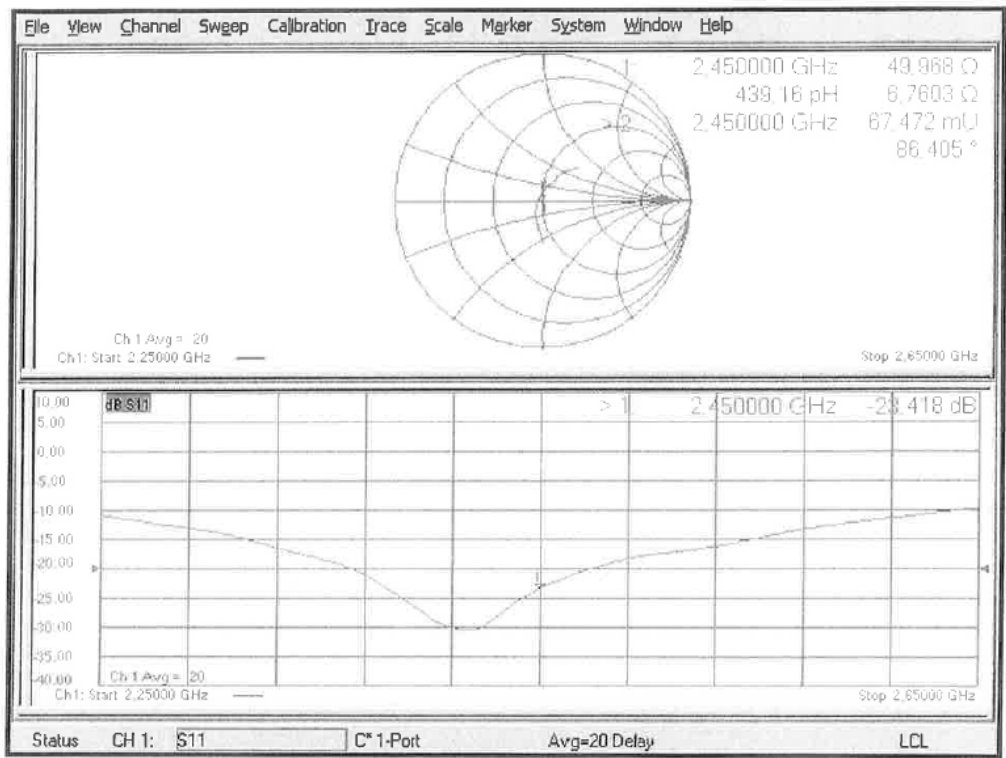 File View Channel Sweep Calibration Trace Scale Marker System Window Help
1: 2,450000 GHz 49,968 Ω
439,16 pH 6,7603 Ω
> 2 2,450000 GHz 67,472 mU
86,405 °
Ch 1 Avg = 20
Ch1: Start 2,25000 GHz Stop 2,65000 GHz
10,00 dB S11 > 1 2,450000 GHz -23,418 dB
5,00
0,00
-5,00
-10,00
-15,00
-20,00
-25,00
-30,00
-35,00
-40,00 Ch 1 Avg = 20
Ch1: Start 2,25000 GHz Stop 2,65000 GHz
Status CH 1: S11 C* 1-Port Avg=20 Delay LCL